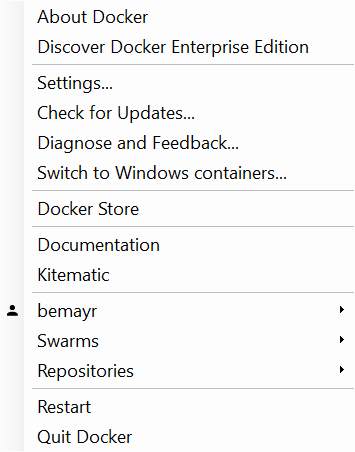 About Docker
Discover Docker Enterprise Edition
Settings...
Check for Updates...
Diagnose and Feedback...
Switch to Windows containers...
Docker Store
Documentation
Kitematic
bemayr
Swarms
Repositories
Restart
Quit Docker